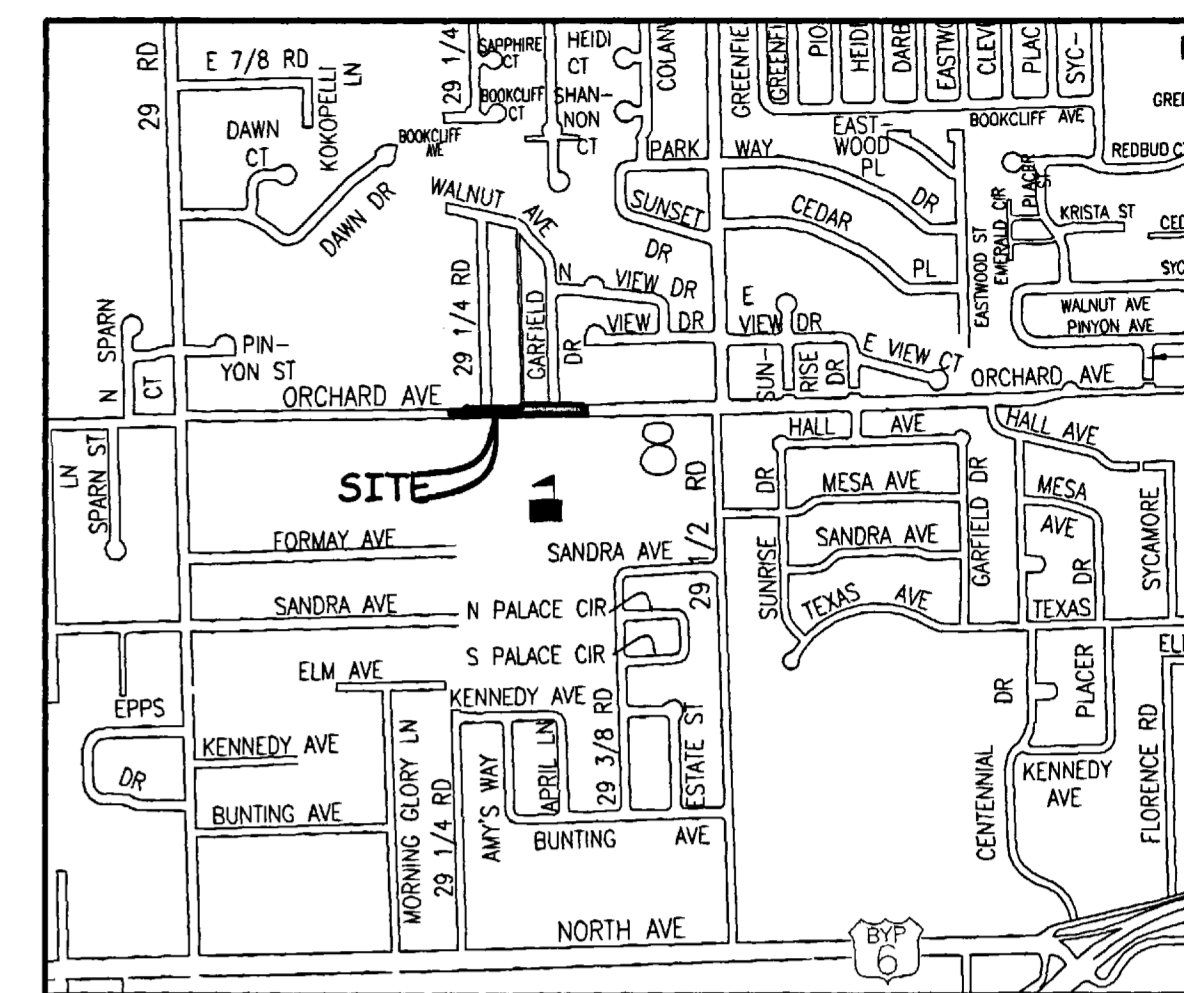 RD
29
E 7/8 RD
KOKOPELLI
LN
29 1/4
SAPPHIRE
CT
HEIDI
CT
BOOKCLIFF
CT
SHAN-
NON
CT
GREENFIE
PIO
HEIDI
DARB
EASTWO
CLEV
PLAC
SYC-
GREE
BOOKCLIFF AVE
BOOKCLIFF
AVE
DAWN
CT
DAWN DR
PARK WAY
DR
EAST-
WOOD
PL
REDBUD CT
PLACER
ST
KRISTA ST
EMERALD CIR
EASTWOOD ST
WALNUT AVE
SUNSET
DR
CEDAR
PL
CED
SYC
WALNUT AVE
PINYON AVE
29 1/4 RD
GARFIELD
DR
N
VIEW DR
VIEW DR
E
VIEW DR
E VIEW CT
SUN-
RISE
DR
N SPARN
CT
PIN-
YON ST
ORCHARD AVE
ORCHARD AVE
SITE
LN
SPARN ST
HALL AVE
HALL AVE
MESA AVE
MESA
AVE
SANDRA AVE
TEXAS AVE
TEXAS
DR
SUNRISE
DR
GARFIELD DR
SYCAMORE
FORMAY AVE
SANDRA AVE
SANDRA AVE
29 1/2
RD
N PALACE CIR
S PALACE CIR
ELM AVE
KENNEDY AVE
EPPS
DR
KENNEDY AVE
BUNTING AVE
MORNING GLORY LN
29 1/4 RD
AMY'S WAY
APRIL LN
29 3/8 RD
ESTATE ST
BUNTING AVE
DR
CENTENNIAL
PLACER
KENNEDY
AVE
FLORENCE RD
NORTH AVE
BYP
6